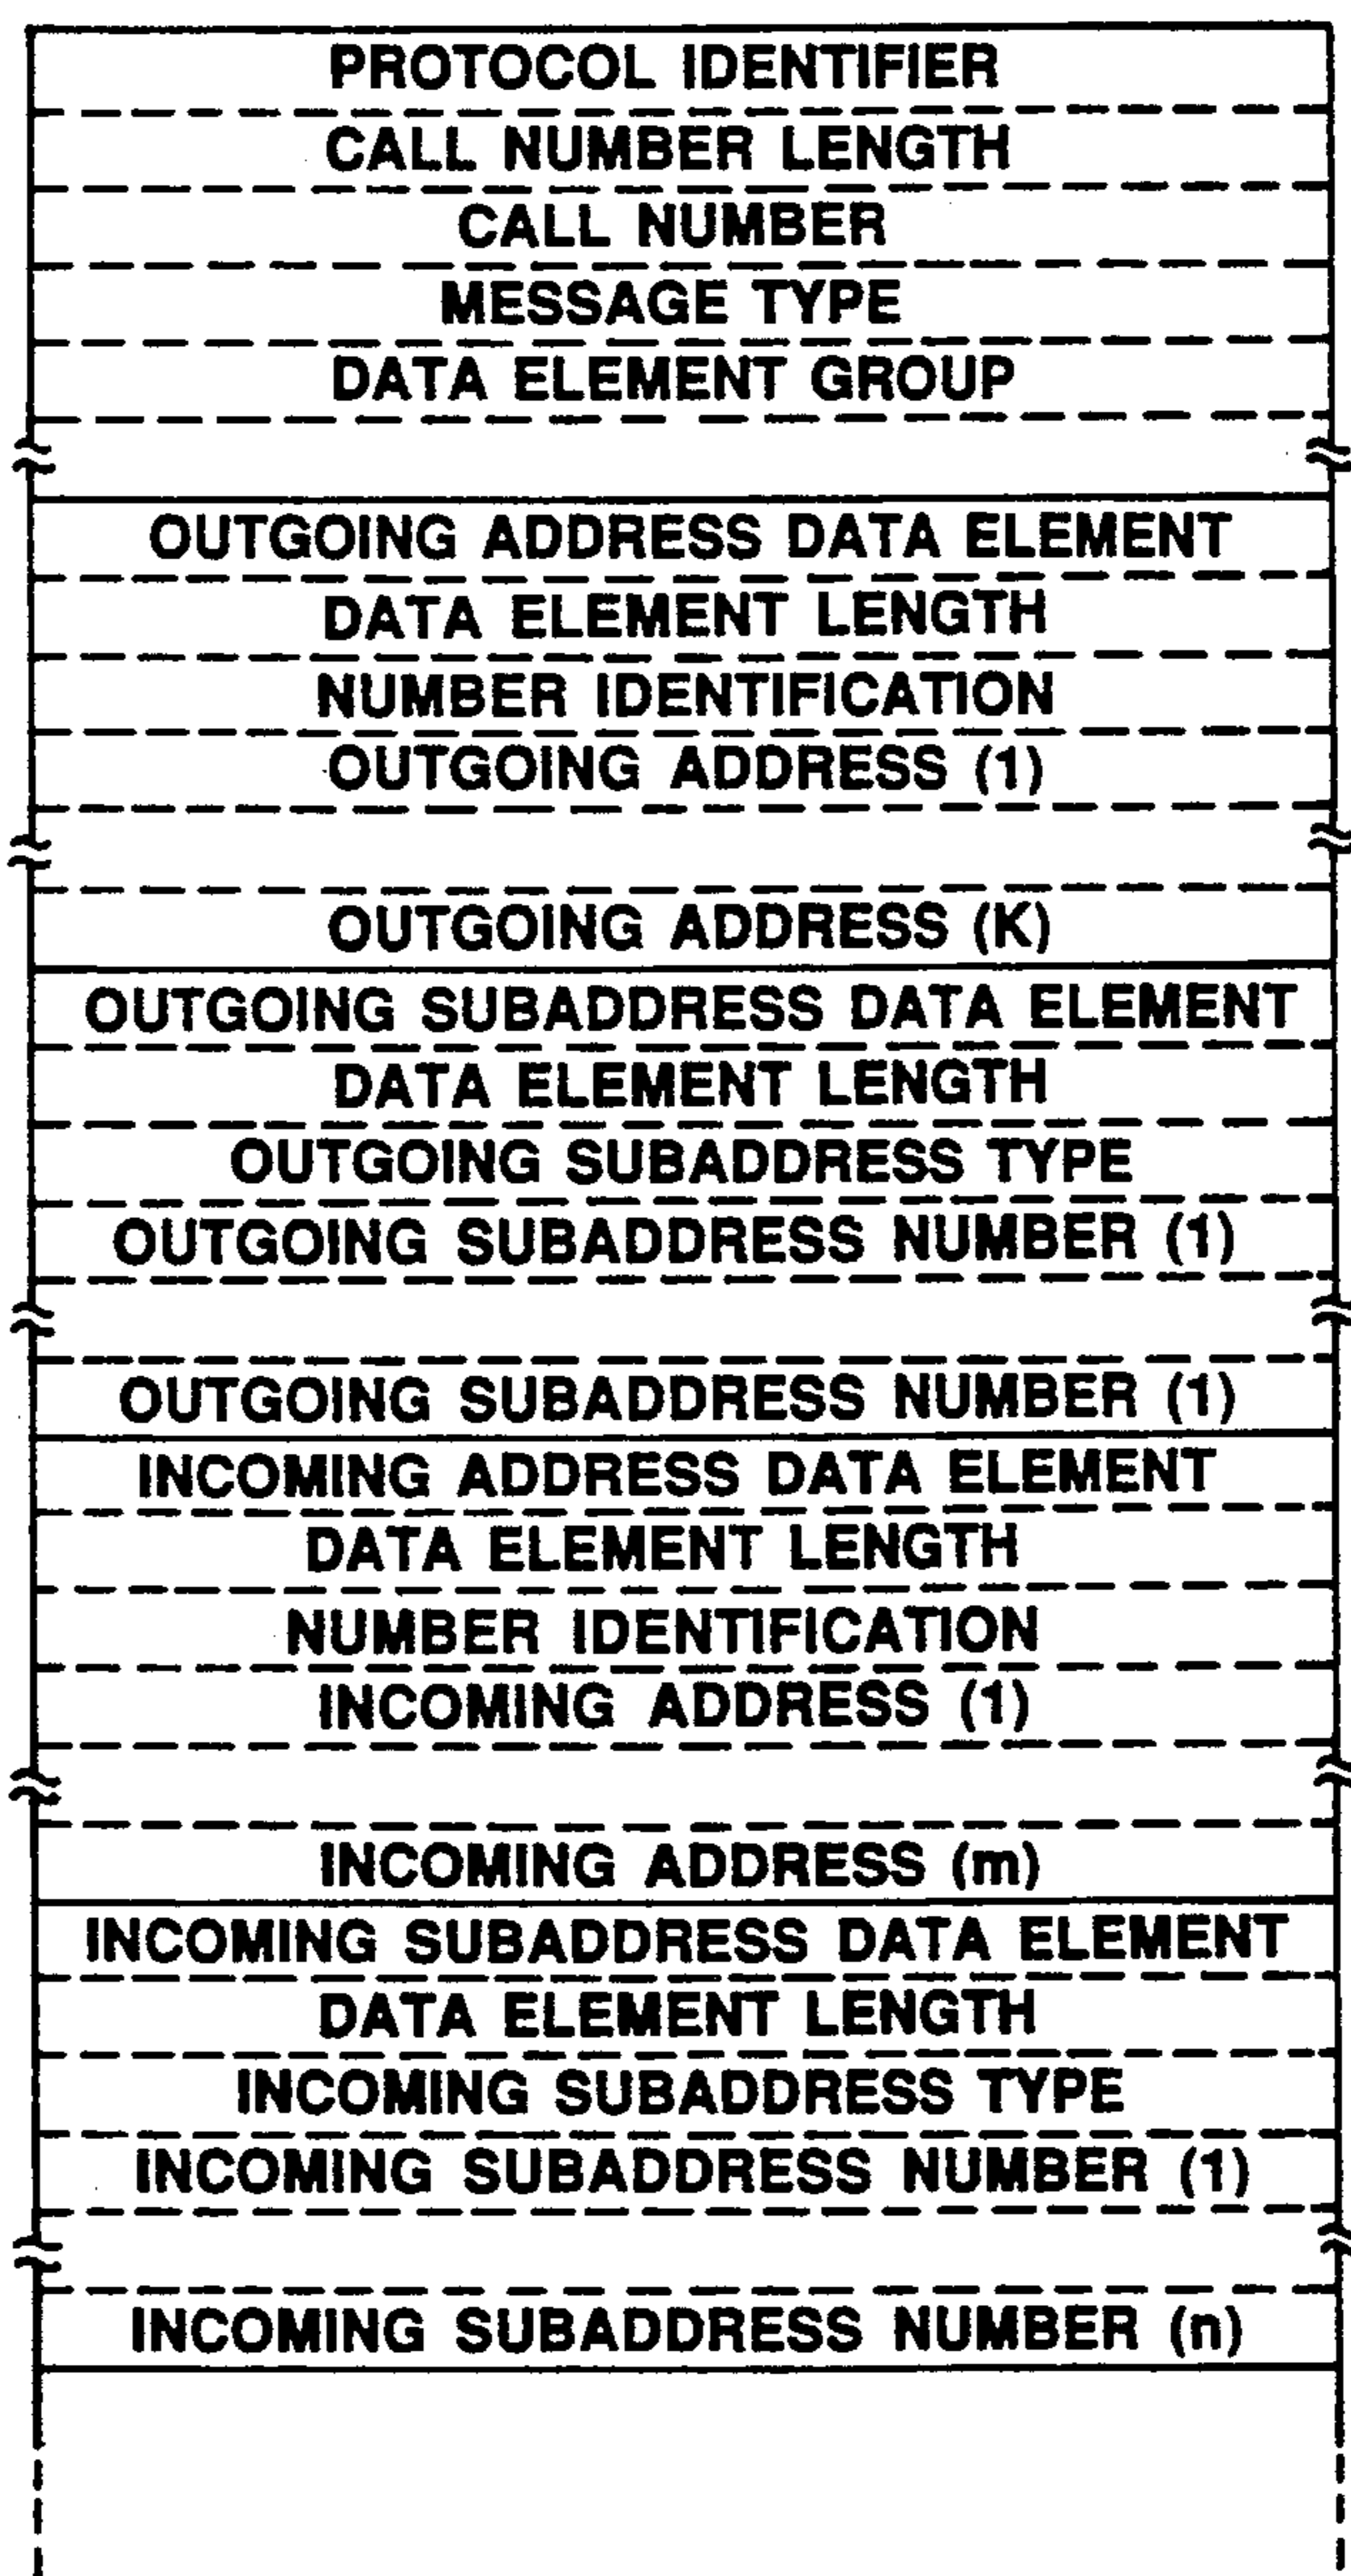 PROTOCOL IDENTIFIER
CALL NUMBER LENGTH
CALL NUMBER
MESSAGE TYPE
DATA ELEMENT GROUP
OUTGOING ADDRESS DATA ELEMENT
DATA ELEMENT LENGTH
NUMBER IDENTIFICATION
OUTGOING ADDRESS (1)
OUTGOING ADDRESS (K)
OUTGOING SUBADDRESS DATA ELEMENT
DATA ELEMENT LENGTH
OUTGOING SUBADDRESS TYPE
OUTGOING SUBADDRESS NUMBER (1)
OUTGOING SUBADDRESS NUMBER (1)
INCOMING ADDRESS DATA ELEMENT
DATA ELEMENT LENGTH
NUMBER IDENTIFICATION
INCOMING ADDRESS (1)
INCOMING ADDRESS (m)
INCOMING SUBADDRESS DATA ELEMENT
DATA ELEMENT LENGTH
INCOMING SUBADDRESS TYPE
INCOMING SUBADDRESS NUMBER (1)
INCOMING SUBADDRESS NUMBER (n)